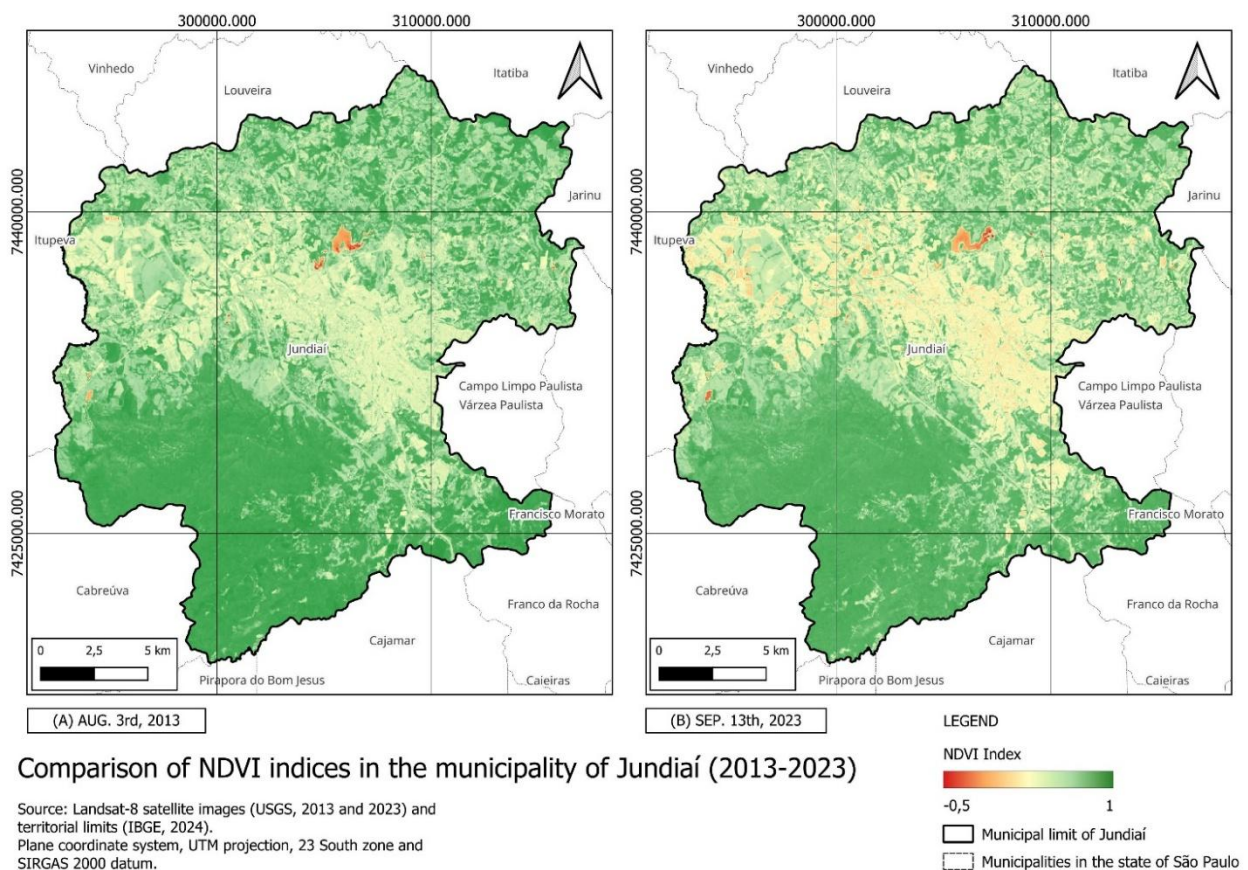 300000.000
310000.000
7440000.000
7425000.000
Vinhedo
Louveira
Itatiba
Jarinu
Itupeva
Jundiaí
Campo Limpo Paulista
Várzea Paulista
Francisco Morato
Cabreúva
Franco da Rocha
Cajamar
Pirapora do Bom Jesus
Caieiras
0 2,5 5 km
(A) AUG. 3rd, 2013
300000.000
310000.000
7440000.000
7425000.000
Vinhedo
Louveira
Itatiba
Jarinu
Itupeva
Jundiaí
Campo Limpo Paulista
Várzea Paulista
Francisco Morato
Cabreúva
Franco da Rocha
Cajamar
Pirapora do Bom Jesus
Caieiras
0 2,5 5 km
(B) SEP. 13th, 2023
Comparison of NDVI indices in the municipality of Jundiaí (2013-2023)
Source: Landsat-8 satellite images (USGS, 2013 and 2023) and
territorial limits (IBGE, 2024).
Plane coordinate system, UTM projection, 23 South zone and
SIRGAS 2000 datum.
LEGEND
NDVI Index
-0,5 1
Municipal limit of Jundiaí
Municipalities in the state of São Paulo